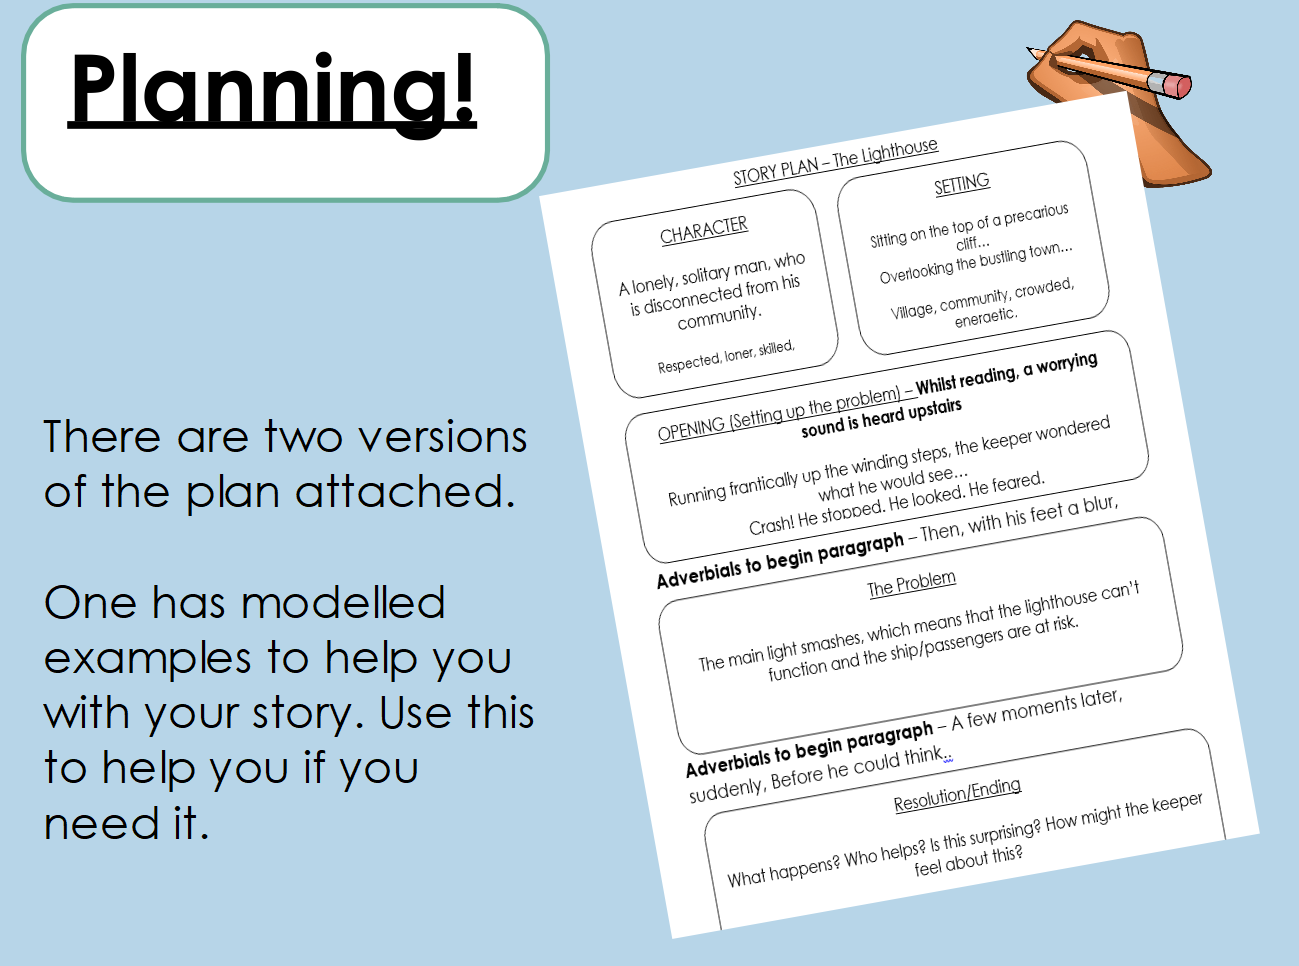 Planning!
There are two versions
of the plan attached.
One has modelled
examples to help you
with your story. Use this
to help you if you
need it.
STORY PLAN – The Lighthouse
CHARACTER
A lonely, solitary man, who
is disconnected from his
community.
Respected, loner, skilled,
SETTING
Sitting on the top of a precarious
cliff...
Overlooking the bustling town...
Village, community, crowded,
energetic.
OPENING (Setting up the problem) – Whilst reading, a worrying
sound is heard upstairs
Running frantically up the winding steps, the keeper wondered
what he would see...
Crash! He stopped. He looked. He feared.
Adverbials to begin paragraph – Then, with his feet a blur,
The Problem
The main light smashes, which means that the lighthouse can't
function and the ship/passengers are at risk.
Adverbials to begin paragraph – A few moments later,
suddenly, Before he could think..
Resolution/Ending
What happens? Who helps? Is this surprising? How might the keeper
feel about this?